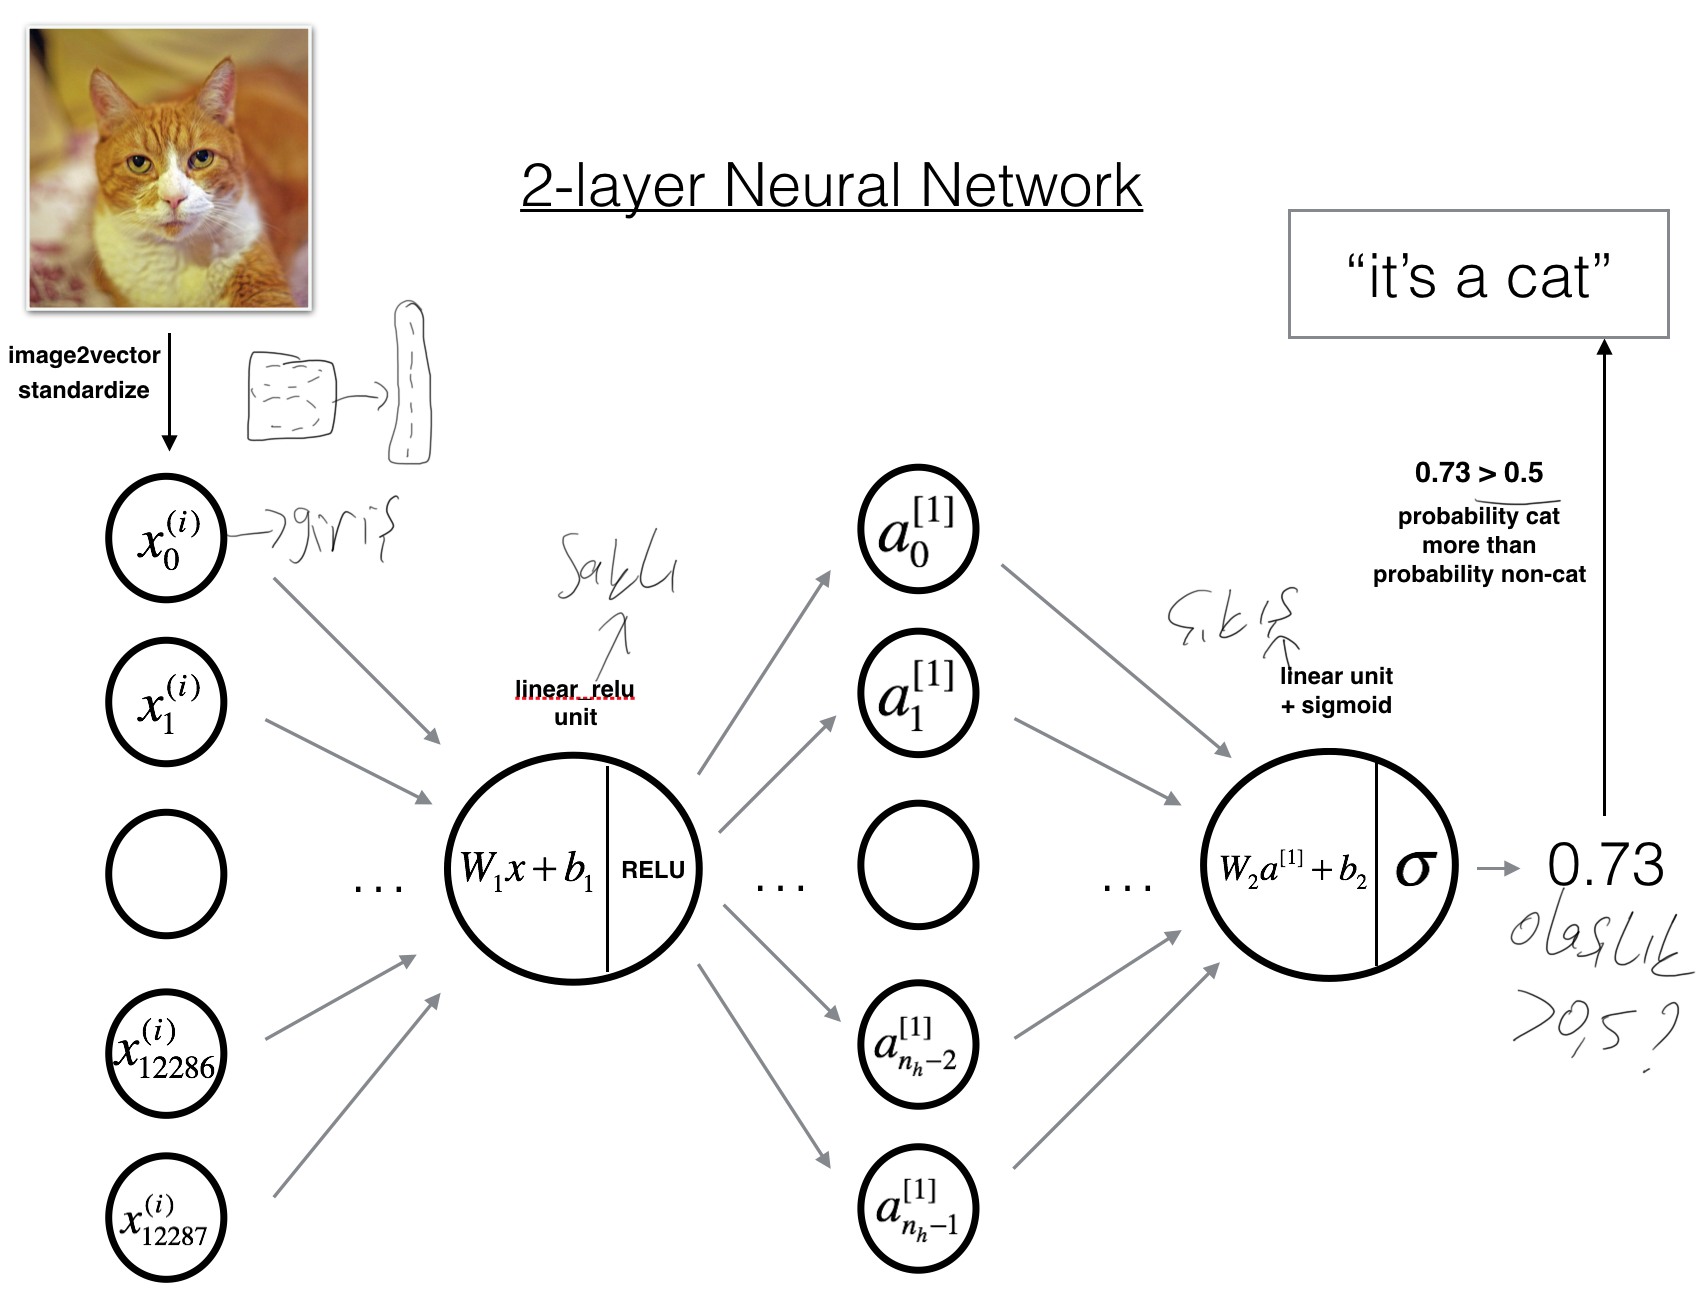 2-layer Neural Network
“it’s a cat”
image2vector
standardize
x_0^{(i)}
giriş
x_1^{(i)}
x_{12286}^{(i)}
x_{12287}^{(i)}
...
saklı
linear_relu
unit
W_1x+b_1
RELU
...
a_0^{[1]}
a_1^{[1]}
a_{n_h-2}^{[1]}
a_{n_h-1}^{[1]}
...
çıkış
linear unit
+ sigmoid
W_2a^{[1]}+b_2
σ
0.73 > 0.5
probability cat
more than
probability non-cat
0.73
olasılık
>0,5?